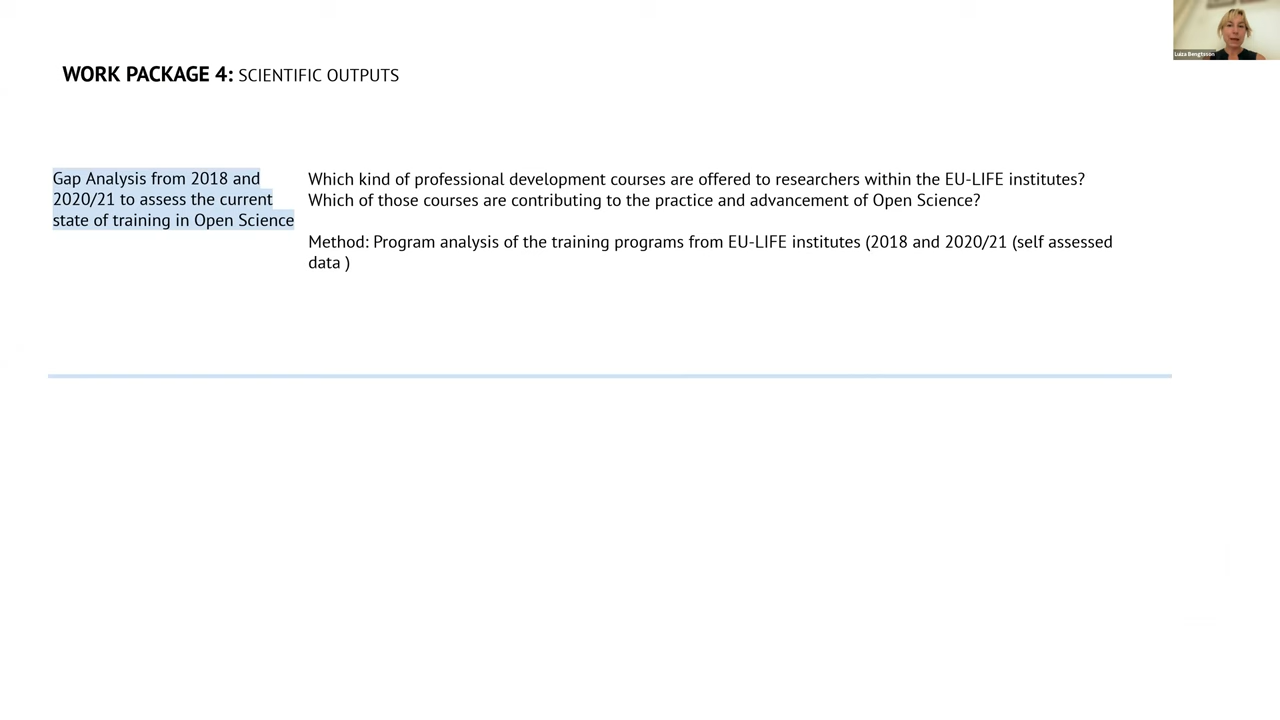 Luiza Bengtsson
WORK PACKAGE 4: SCIENTIFIC OUTPUTS
Gap Analysis from 2018 and
2020/21 to assess the current
state of training in Open Science
Which kind of professional development courses are offered to researchers within the EU-LIFE institutes?
Which of those courses are contributing to the practice and advancement of Open Science?
Method: Program analysis of the training programs from EU-LIFE institutes (2018 and 2020/21 (self assessed
data )